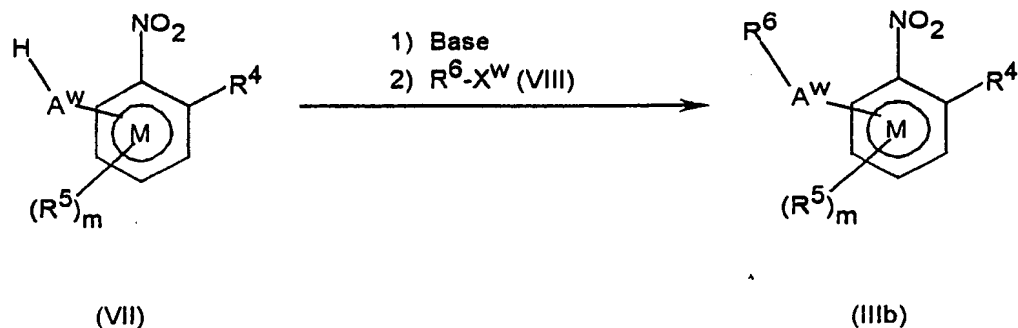 NO₂
H
R⁴
Aᵂ
M
(R⁵)ₘ
(VII)
1) Base
2) R⁶-Xᵂ (VIII)
NO₂
R⁶
R⁴
Aᵂ
M
(R⁵)ₘ
(IIIb)